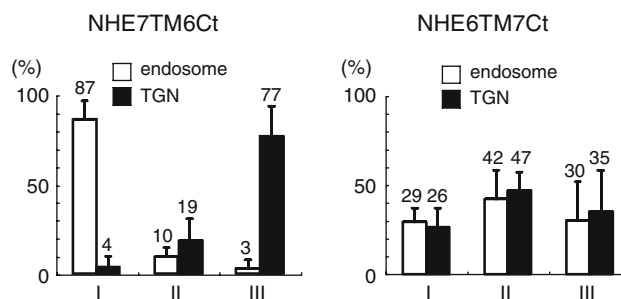 NHE7TM6Ct
(%)
endosome
TGN
100
50
0
87
4
10
19
3
77
I
II
III
NHE6TM7Ct
(%)
endosome
TGN
100
50
0
29
26
42
47
30
35
I
II
III